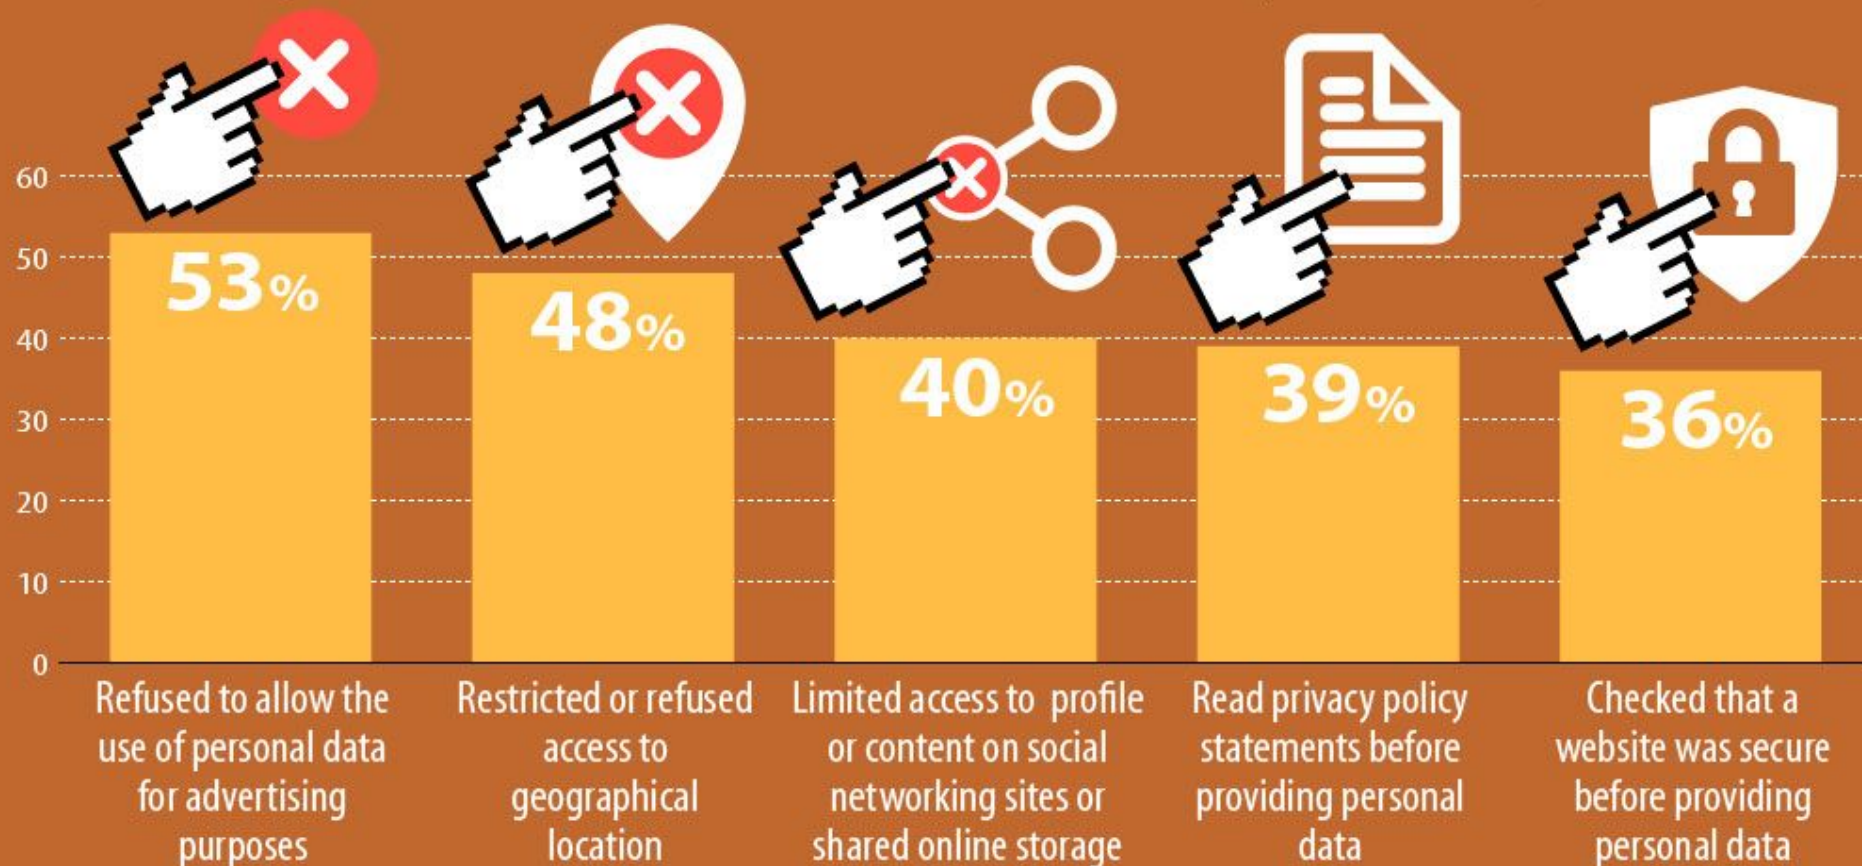 60
50
40
30
20
10
0
53%
48%
40%
39%
36%
Refused to allow the
use of personal data
for advertising
purposes
Restricted or refused
access to
geographical
location
Limited access to profile
or content on social
networking sites or
shared online storage
Read privacy policy
statements before
providing personal
data
Checked that a
website was secure
before providing
personal data